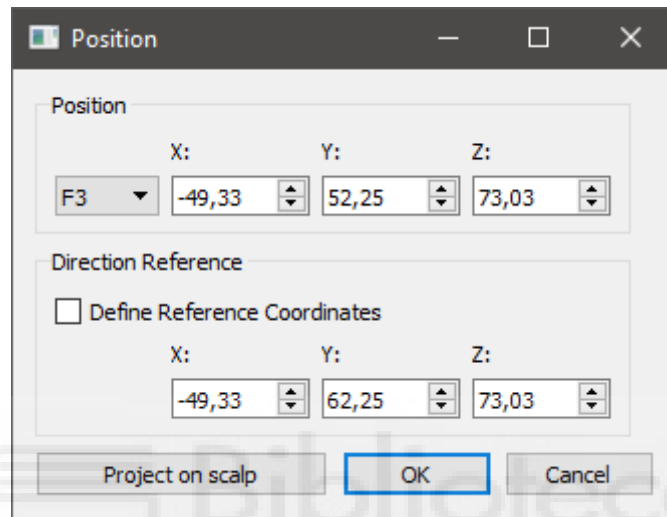 Position
Position
X: Y: Z:
F3 -49,33 52,25 73,03
Direction Reference
Define Reference Coordinates
X: Y: Z:
-49,33 62,25 73,03
Project on scalp OK Cancel
Biblioteca